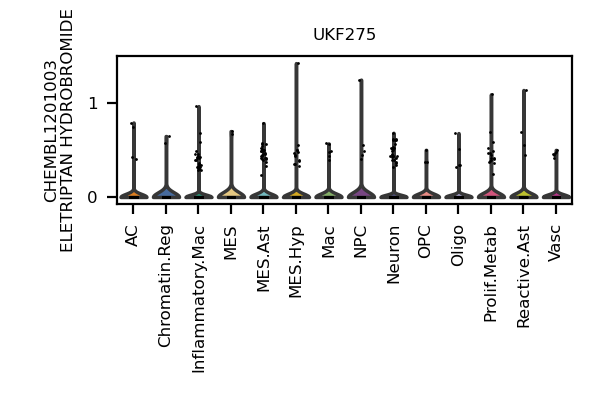 UKF275
CHEMBL1201003
ELETRIPTAN HYDROBROMIDE
1
0
AC
Chromatin.Reg
Inflammatory.Mac
MES
MES.Ast
MES.Hyp
Mac
NPC
Neuron
OPC
Oligo
Prolif.Metab
Reactive.Ast
Vasc